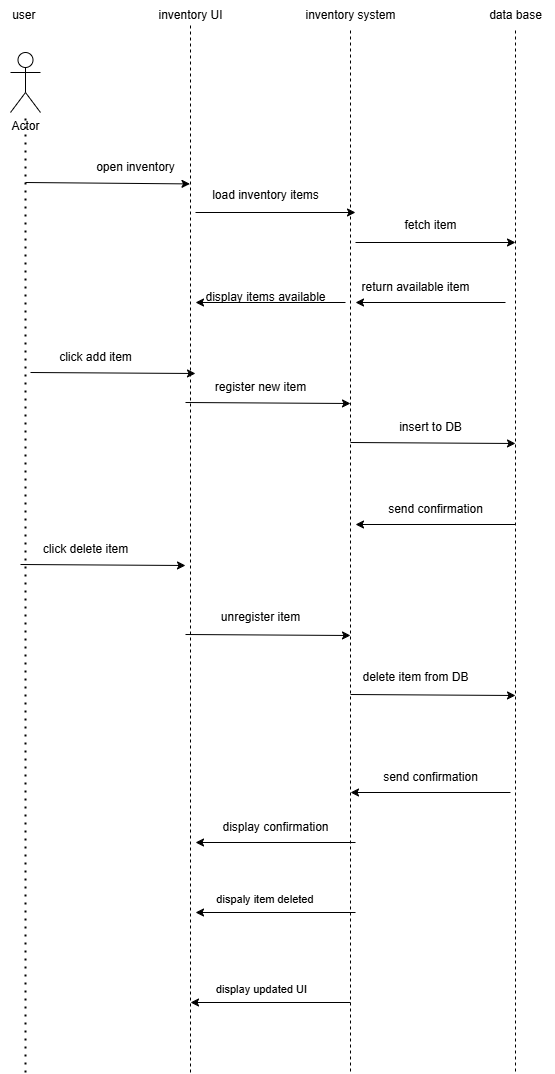 user
inventory UI
inventory system
data base
Actor
open inventory
load inventory items
fetch item
return available item
display items available
click add item
register new item
insert to DB
send confirmation
click delete item
unregister item
delete item from DB
send confirmation
display confirmation
dispaly item deleted
display updated UI